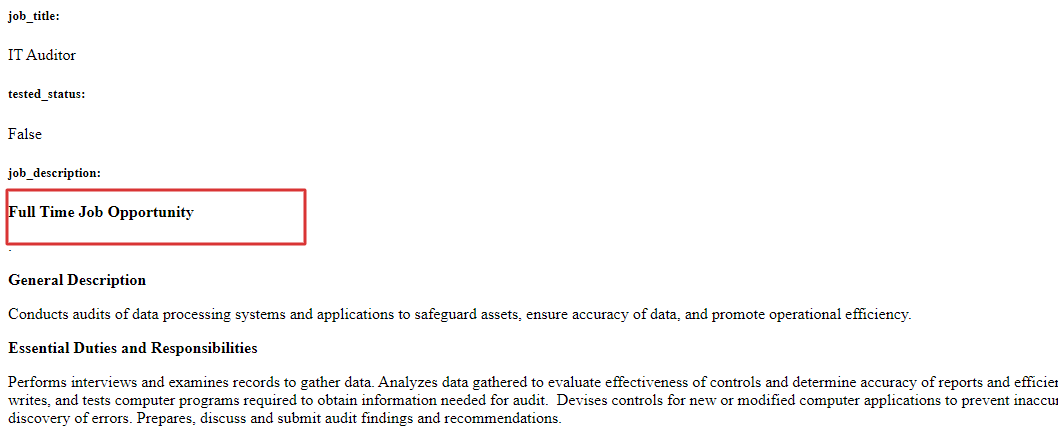 job_title:
IT Auditor
tested_status:
False
job_description:
Full Time Job Opportunity
.
General Description
Conducts audits of data processing systems and applications to safeguard assets, ensure accuracy of data, and promote operational efficiency.
Essential Duties and Responsibilities
Performs interviews and examines records to gather data. Analyzes data gathered to evaluate effectiveness of controls and determine accuracy of reports and
writes, and tests computer programs required to obtain information needed for audit.  Devises controls for new or modified computer applications to prevent
discovery of errors. Prepares, discuss and submit audit findings and recommendations.